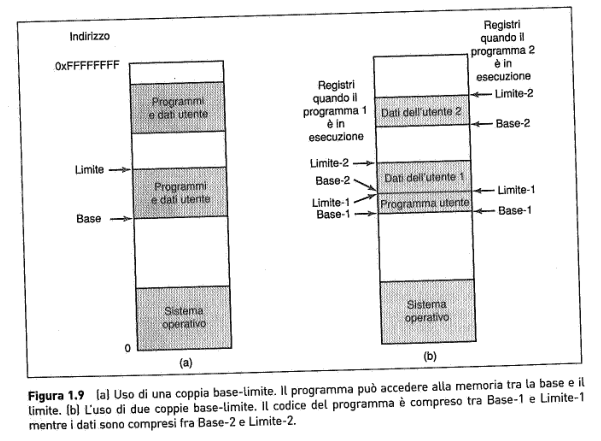 Indirizzo
0xFFFFFFFF
Programmi
e dati utente
Limite
Programmi
e dati utente
Base
Sistema
operativo
0
(a)
Registri
quando il
programma 2
è in
esecuzione
Registri
quando il
programma 1
è in
esecuzione
Limite-2
Dati dell'utente 2
Base-2
Limite-2
Base-2
Dati dell'utente 1
Limite-1
Limite-1
Base-1
Programma utente
Base-1
Sistema
operativo
(b)
Figura 1.9 (a) Uso di una coppia base-limite. Il programma può accedere alla memoria tra la base e il
limite. (b) L'uso di due coppie base-limite. Il codice del programma è compreso tra Base-1 e Limite-1
mentre i dati sono compresi fra Base-2 e Limite-2.